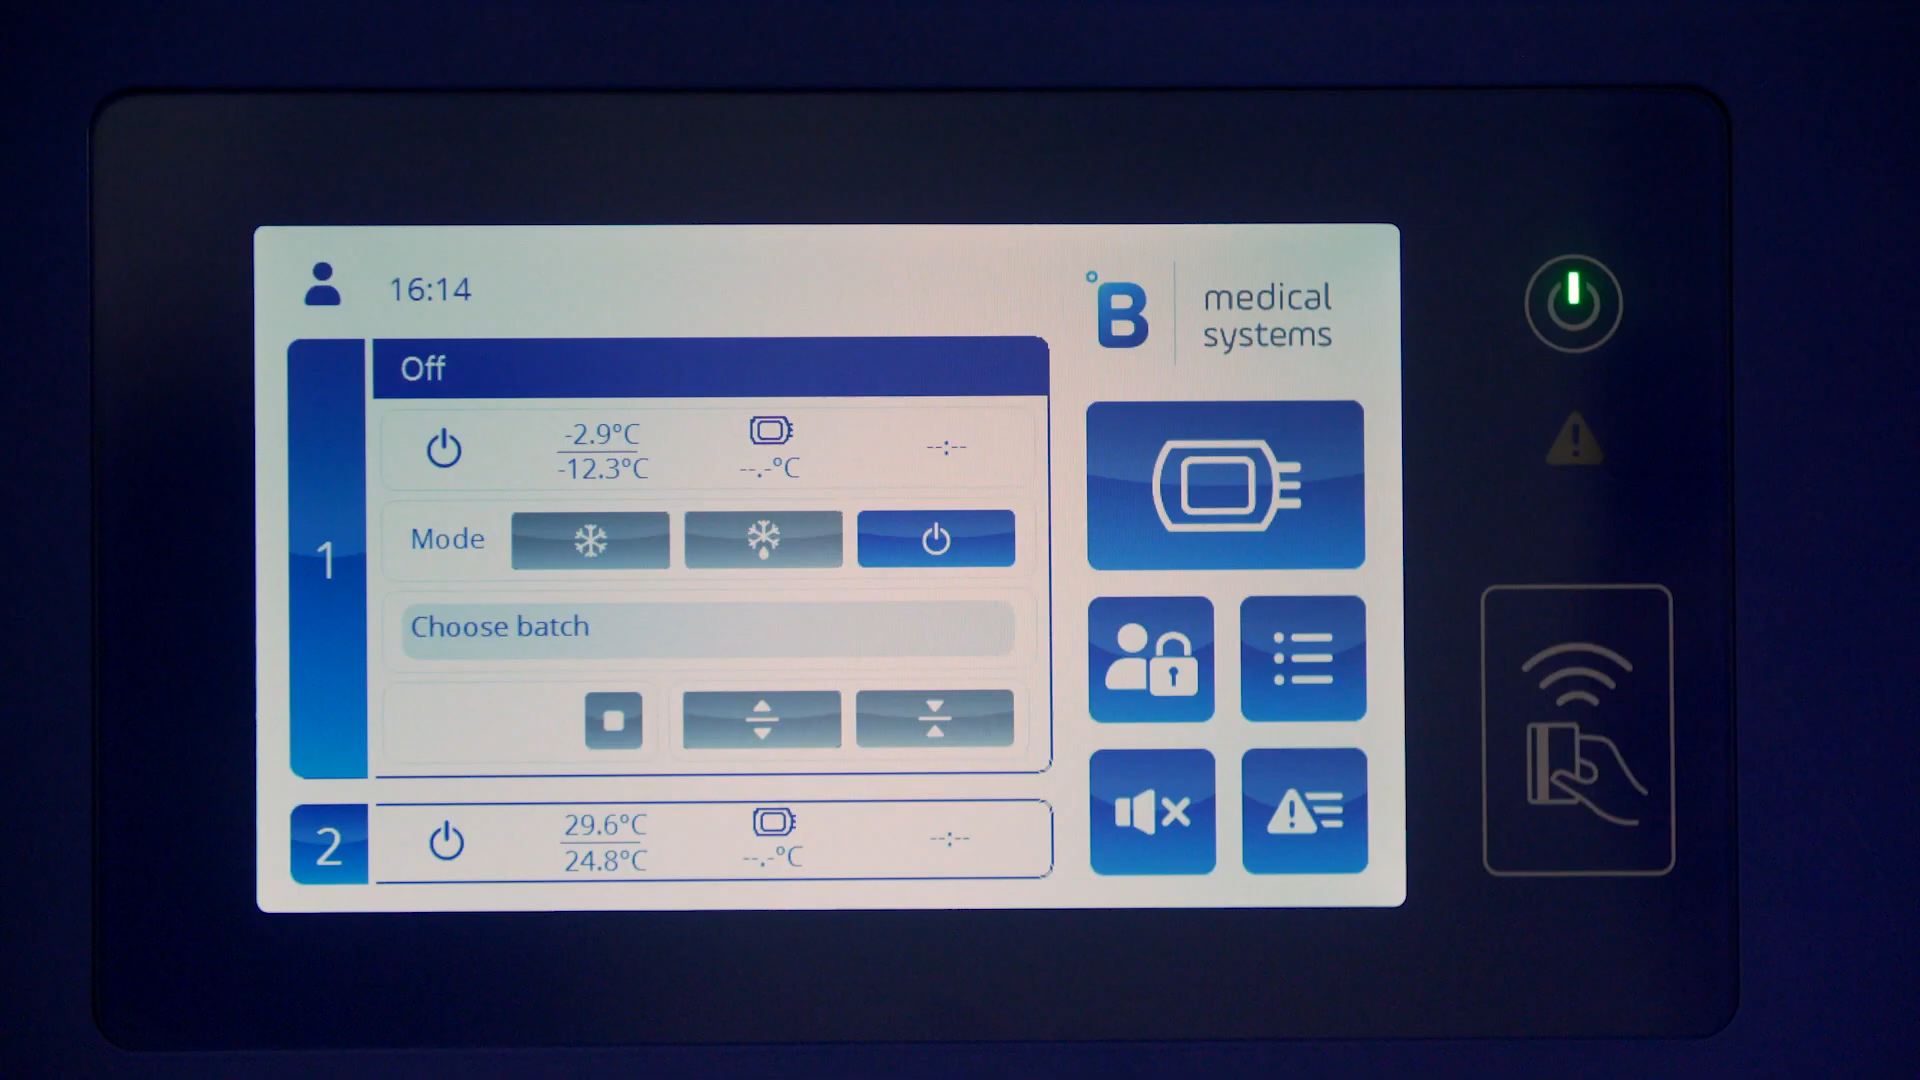 16:14
°B medical
systems
1
Off
-2.9°C
-12.3°C
--.-°C
--:--
Mode
Choose batch
2
29.6°C
24.8°C
--.-°C
--:--